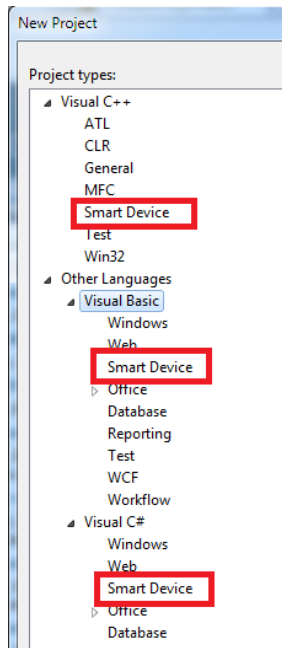 New Project
Project types:
Visual C++
ATL
CLR
General
MFC
Smart Device
Test
Win32
Other Languages
Visual Basic
Windows
Web
Smart Device
Office
Database
Reporting
Test
WCF
Workflow
Visual C#
Windows
Web
Smart Device
Office
Database